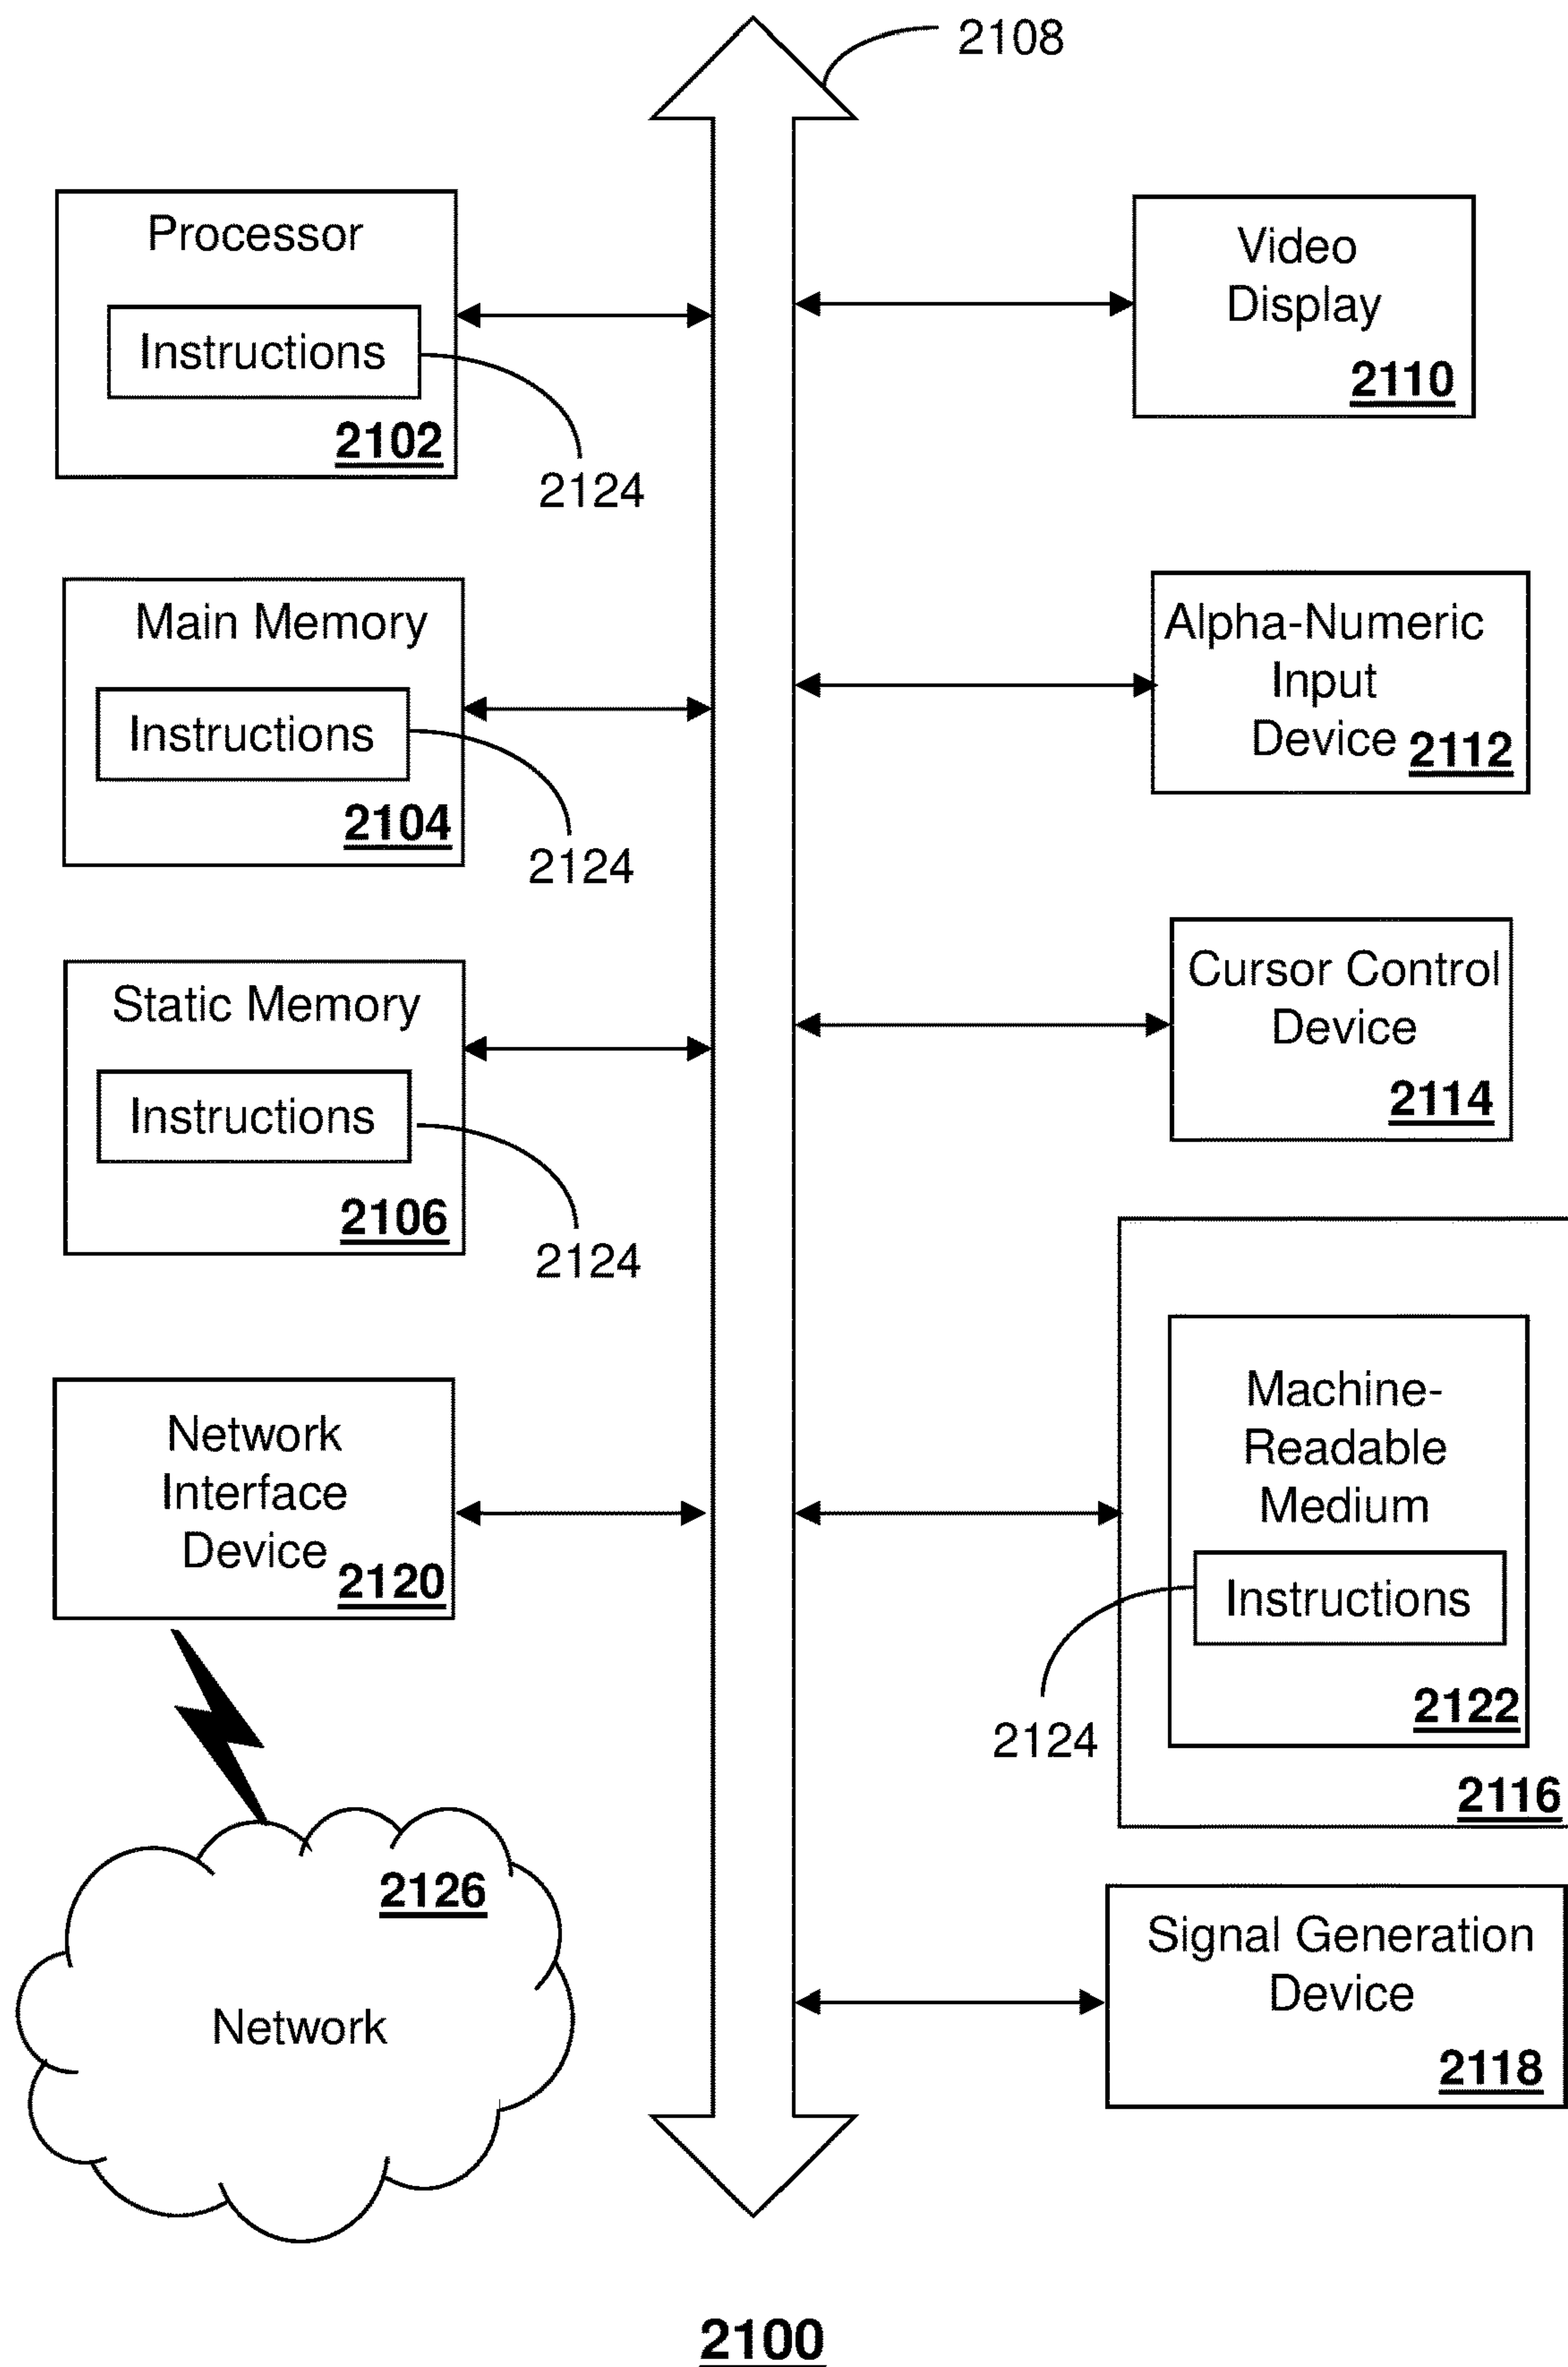 2108
Processor
Instructions
2102
2124
Video
Display
2110
Main Memory
Instructions
2104
2124
Alpha-Numeric
Input
Device 2112
Static Memory
Instructions
2106
2124
Cursor Control
Device
2114
Network
Interface
Device 2120
Machine-
Readable
Medium
Instructions
2122
2124
2116
2126
Network
Signal Generation
Device
2118
2100